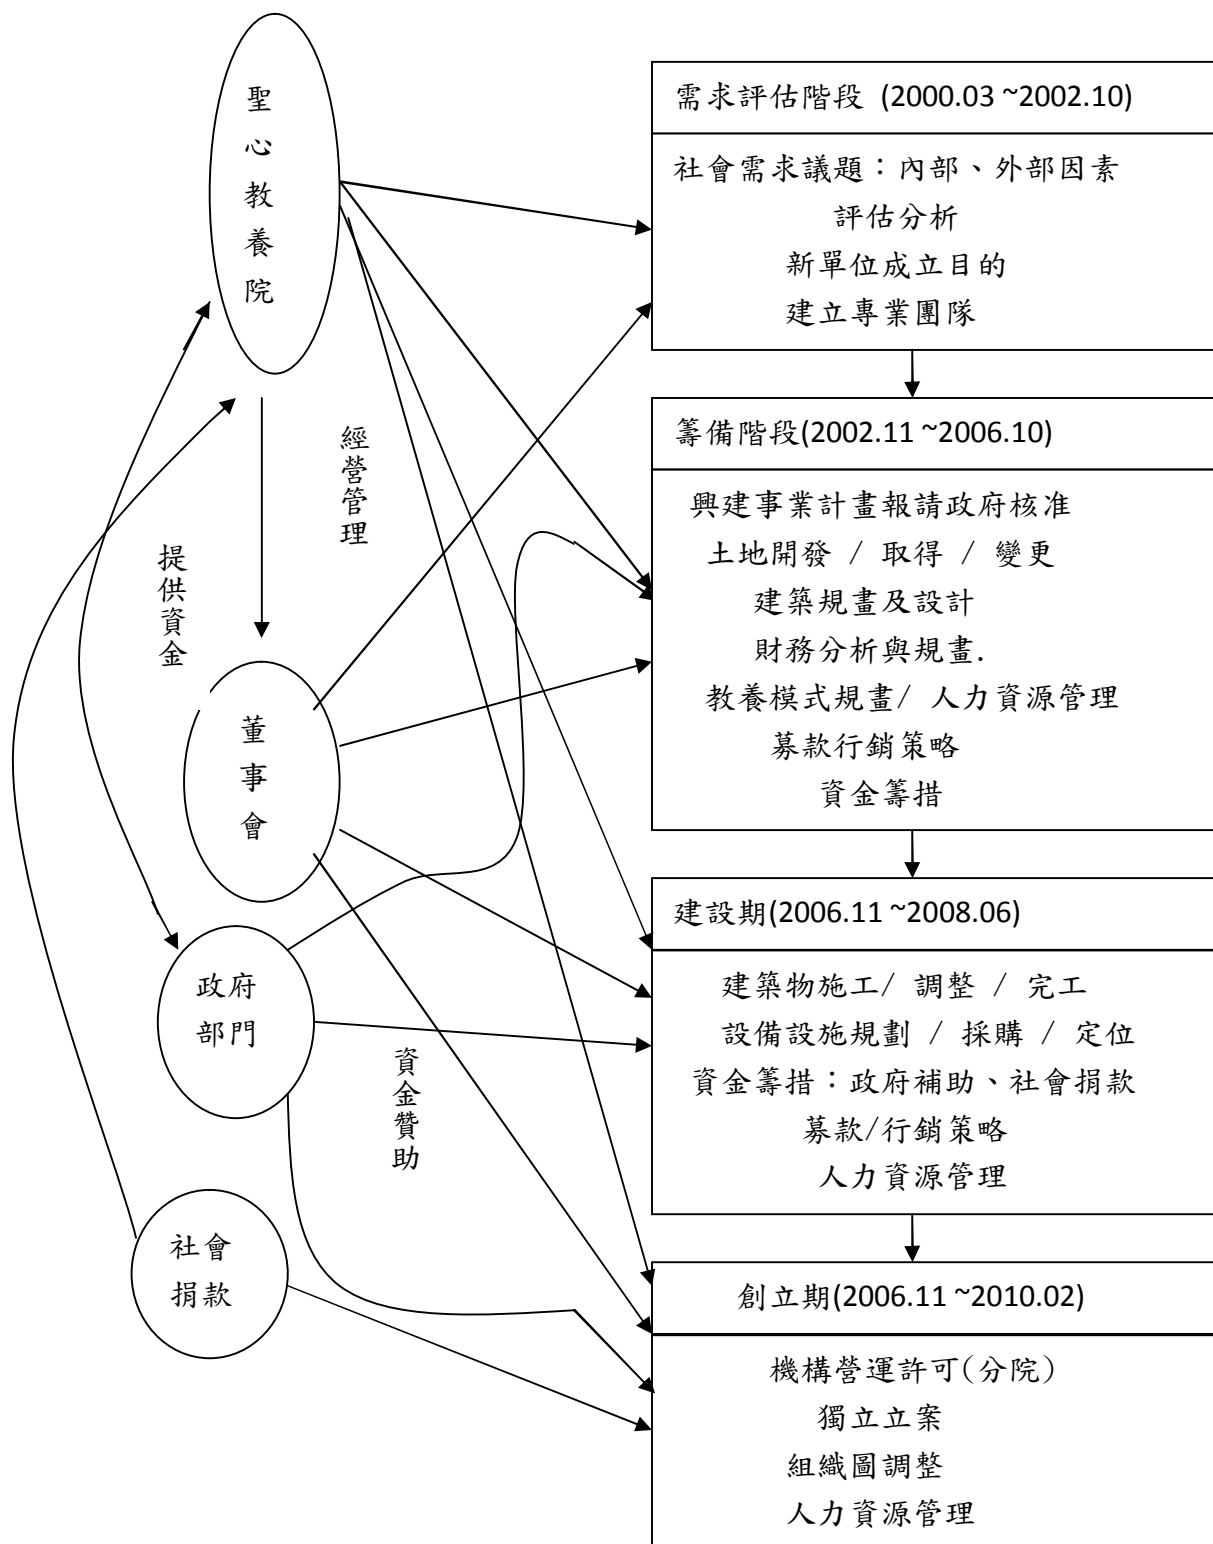 聖心教養院
經營管理
提供資金
董事會
政府
部門
資金贊助
社會
捐款
需求評估階段 (2000.03 ~2002.10)
社會需求議題：內部、外部因素
評估分析
新單位成立目的
建立專業團隊
籌備階段(2002.11 ~2006.10)
興建事業計畫報請政府核准
土地開發 / 取得 / 變更
建築規畫及設計
財務分析與規畫.
教養模式規畫/ 人力資源管理
募款行銷策略
資金籌措
建設期(2006.11 ~2008.06)
建築物施工/ 調整 / 完工
設備設施規劃 / 採購 / 定位
資金籌措：政府補助、社會捐款
募款/行銷策略
人力資源管理
創立期(2006.11 ~2010.02)
機構營運許可(分院)
獨立立案
組織圖調整
人力資源管理